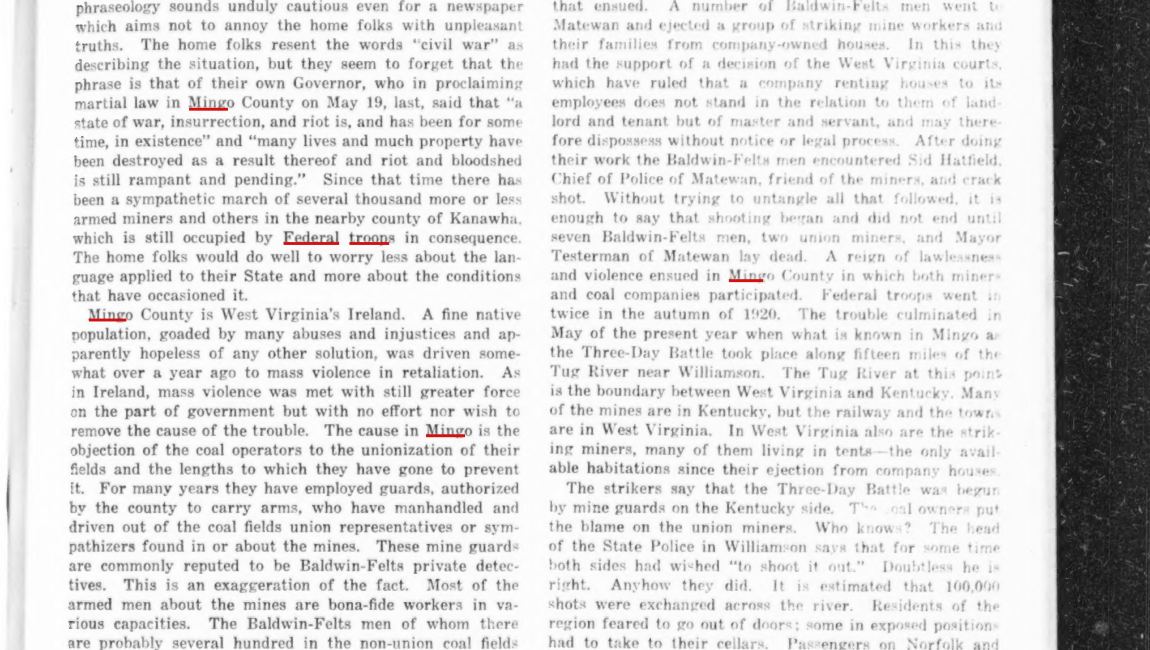 phraseology sounds unduly cautious even for a newspaper
which aims not to annoy the home folks with unpleasant
truths. The home folks resent the words "civil war" as
describing the situation, but they seem to forget that the
phrase is that of their own Governor, who in proclaiming
martial law in Mingo County on May 19, last, said that "a
state of war, insurrection, and riot is, and has been for some
time, in existence" and "many lives and much property have
been destroyed as a result thereof and riot and bloodshed
is still rampant and pending." Since that time there has
been a sympathetic march of several thousand more or less
armed miners and others in the nearby county of Kanawha,
which is still occupied by Federal troops in consequence.
The home folks would do well to worry less about the lan-
guage applied to their State and more about the conditions
that have occasioned it.
Mingo County is West Virginia's Ireland. A fine native
population, goaded by many abuses and injustices and ap-
parently hopeless of any other solution, was driven some-
what over a year ago to mass violence in retaliation. As
in Ireland, mass violence was met with still greater force
on the part of government but with no effort nor wish to
remove the cause of the trouble. The cause in Mingo is the
objection of the coal operators to the unionization of their
fields and the lengths to which they have gone to prevent
it. For many years they have employed guards, authorized
by the county to carry arms, who have manhandled and
driven out of the coal fields union representatives or sym-
pathizers found in or about the mines. These mine guards
are commonly reputed to be Baldwin-Felts private detec-
tives. This is an exaggeration of the fact. Most of the
armed men about the mines are bona-fide workers in va-
rious capacities. The Baldwin-Felts men of whom there
are probably several hundred in the non-union coal fields
that ensued. A number of Baldwin-Felts men went to
Matewan and ejected a group of striking mine workers and
their families from company-owned houses. In this they
had the support of a decision of the West Virginia courts,
which have ruled that a company renting houses to its
employees does not stand in the relation to them of land-
lord and tenant but of master and servant, and may there-
fore dispossess without notice or legal process. After doing
their work the Baldwin-Felts men encountered Sid Hatfield,
Chief of Police of Matewan, friend of the miners, and crack
shot. Without trying to untangle all that followed, it is
enough to say that shooting began and did not end until
seven Baldwin-Felts men, two union miners, and Mayor
Testerman of Matewan lay dead. A reign of lawlessness
and violence ensued in Mingo County in which both miners
and coal companies participated. Federal troops went in
twice in the autumn of 1920. The trouble culminated in
May of the present year when what is known in Mingo as
the Three-Day Battle took place along fifteen miles of the
Tug River near Williamson. The Tug River at this point
is the boundary between West Virginia and Kentucky. Many
of the mines are in Kentucky, but the railway and the towns
are in West Virginia. In West Virginia also are the strik-
ing miners, many of them living in tents—the only avail-
able habitations since their ejection from company houses.
The strikers say that the Three-Day Battle was begun
by mine guards on the Kentucky side. owners put
the blame on the union miners. Who knows? The head
of the State Police in Williamson says that for some time
both sides had wished "to shoot it out." Doubtless he is
right. Anyhow they did. It is estimated that 100,000
shots were exchanged across the river. Residents of the
region feared to go out of doors; some in exposed positions
had to take to their cellars. Passengers on Norfolk and